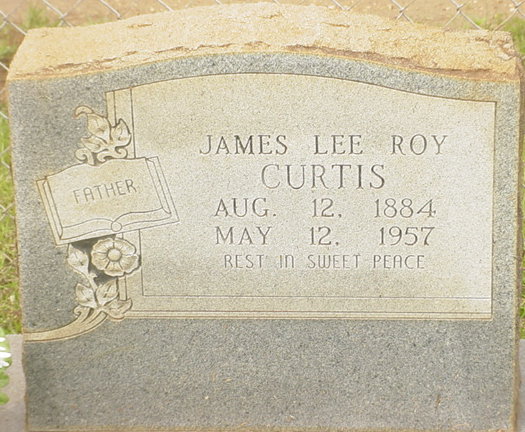 FATHER
JAMES LEE ROY
CURTIS
AUG. 12, 1884
MAY 12, 1957
REST IN SWEET PEACE